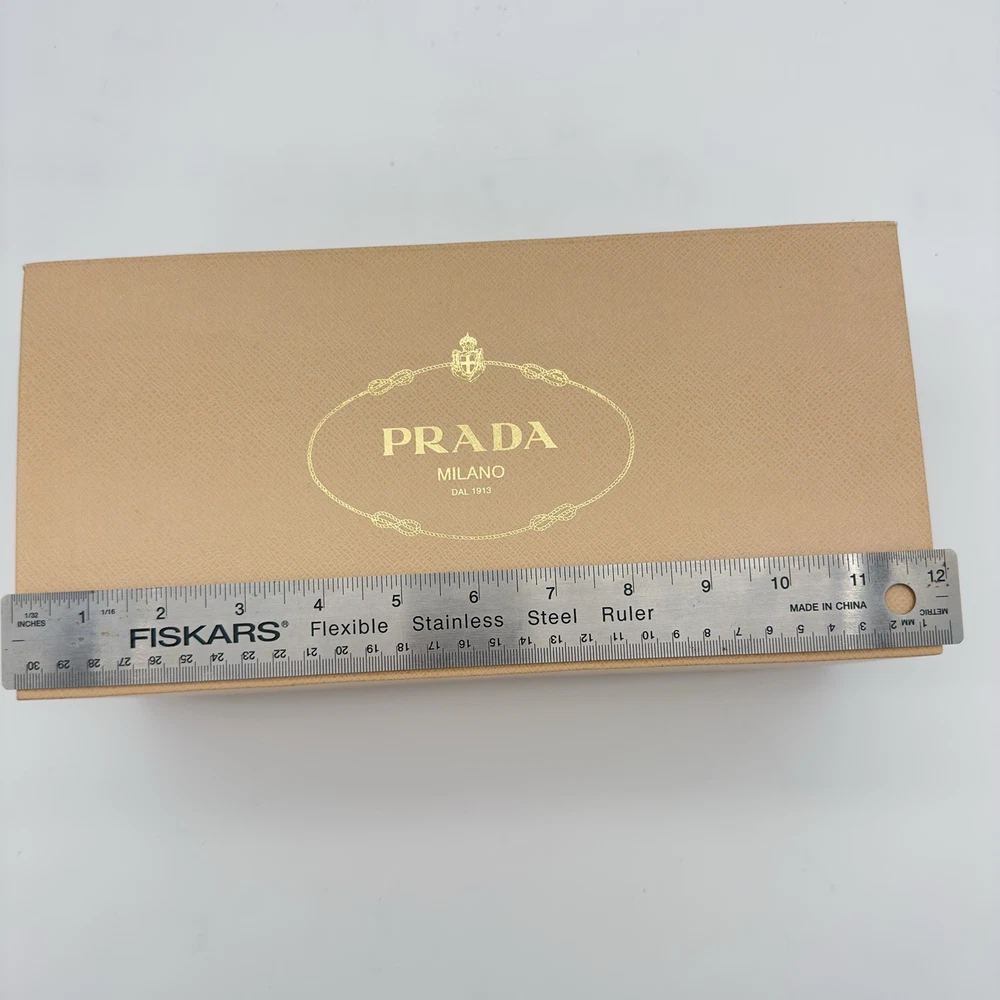 PRADA
MILANO
DAL 1913
1/32 INCHES 1 1/16 2 3 4 5 6 7 8 9 10 11 12
FISKARS® Flexible Stainless Steel Ruler MADE IN CHINA
30 29 28 27 26 25 24 23 22 21 20 19 18 17 16 15 14 13 12 11 10 9 8 7 6 5 4 3 2 MM 1 METRIC